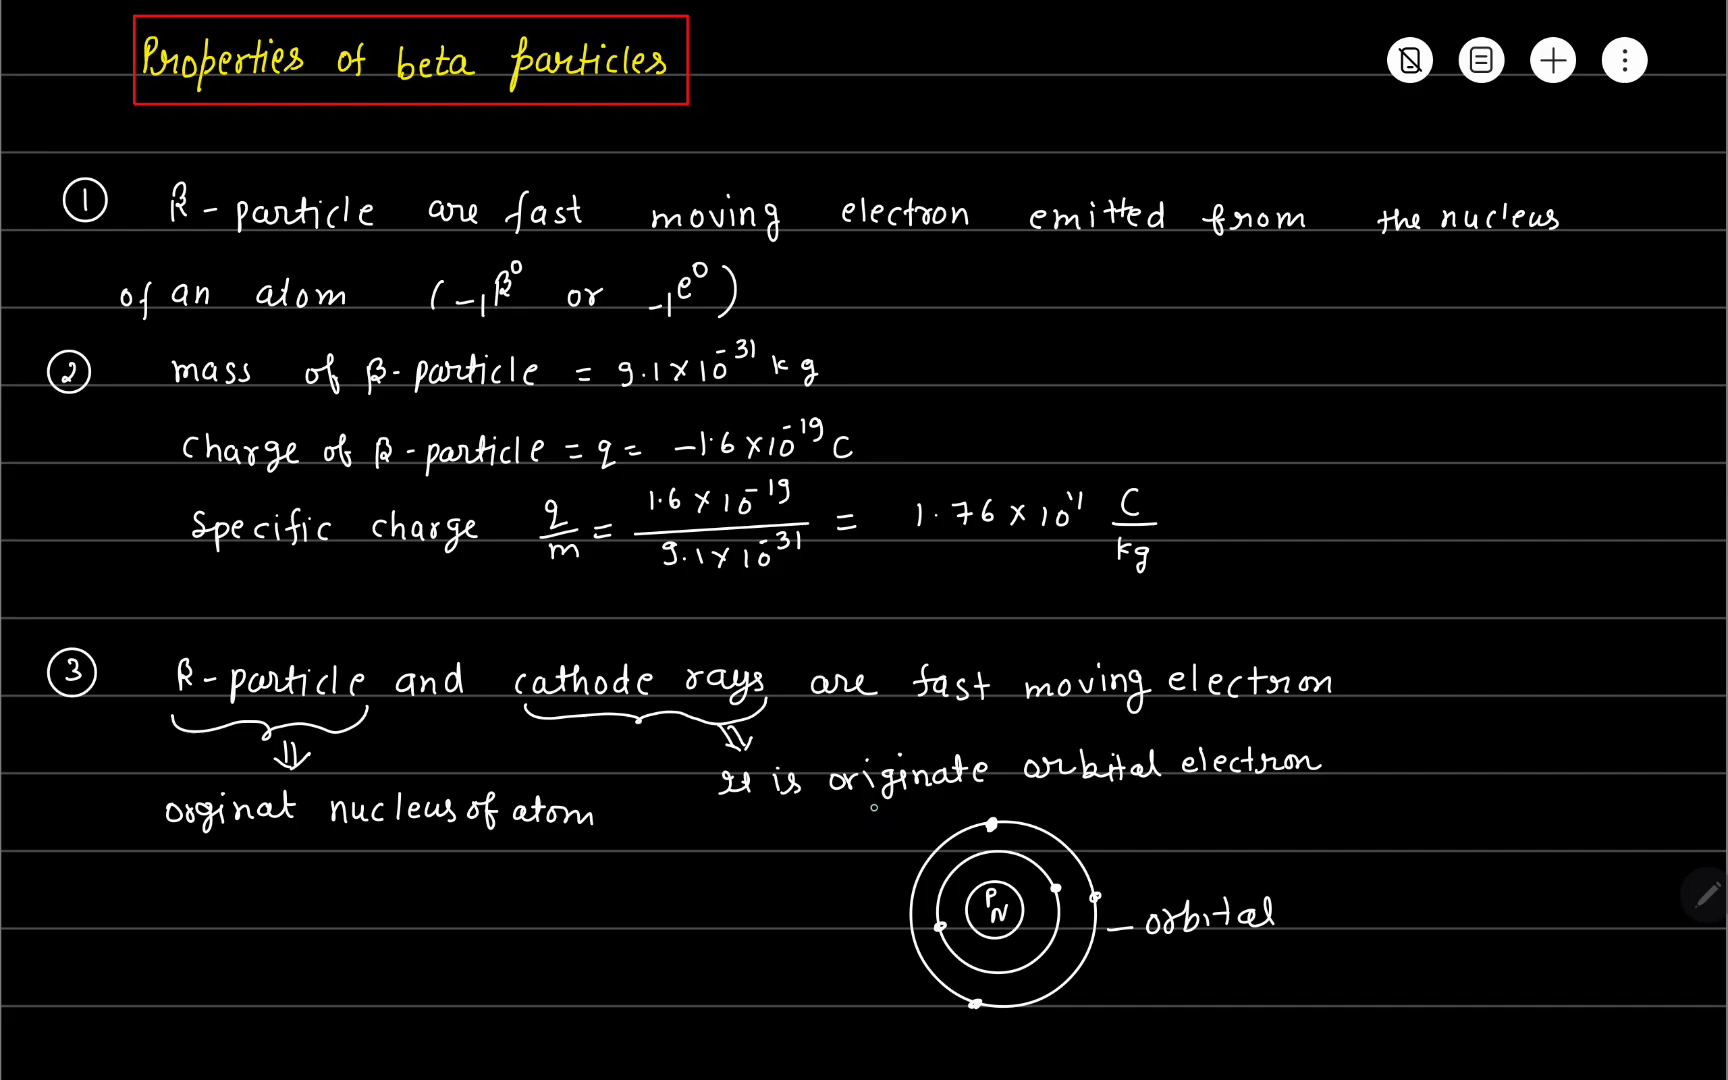 Properties of beta particles
① β-particle are fast moving electron emitted from the nucleus
of an atom (₋₁β⁰ or ₋₁e⁰)
② mass of β-particle = 9.1×10⁻³¹ kg
Charge of β-particle = q = -1.6×10⁻¹⁹ C
Specific charge q/m = 1.6×10⁻¹⁹ / 9.1×10⁻³¹ = 1.76×10¹¹ C/kg
③ β-particle and cathode rays are fast moving electron
⇓ ⇓
It is originate orbital electron
orginat nucleus of atom
P
N
orbital